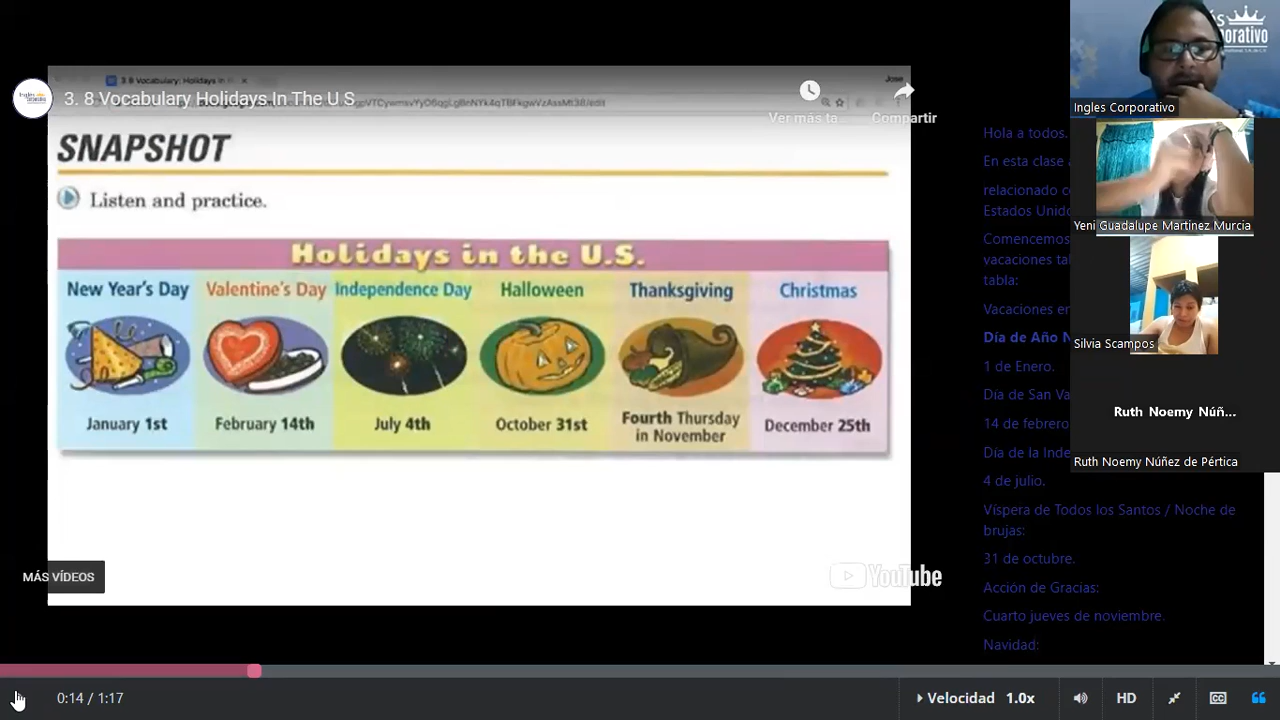 3. 8 Vocabulary Holidays In The U S
Jose
Ver más ta...
Compartir
SNAPSHOT
Listen and practice.
Holidays in the U.S.
New Year's Day
Valentine's Day
Independence Day
Halloween
Thanksgiving
Christmas
January 1st
February 14th
July 4th
October 31st
Fourth Thursday
in November
December 25th
MÁS VÍDEOS
YouTube
0:14 / 1:17
Velocidad 1.0x
HD
CC
Hola a todos.
En esta clase
relacionado
Estados Unido
Comencemos
vacaciones
tabla:
Vacaciones
Día de Año N
1 de Enero.
Día de San Va
14 de febrero
Día de la Inde
4 de julio.
Víspera de Todos los Santos / Noche de
brujas:
31 de octubre.
Acción de Gracias:
Cuarto jueves de noviembre.
Navidad:
Ingles Corporativo
Yeni Guadalupe Martinez Murcia
Silvia Scampos
Ruth Noemy Núñ...
Ruth Noemy Núñez de Pértica